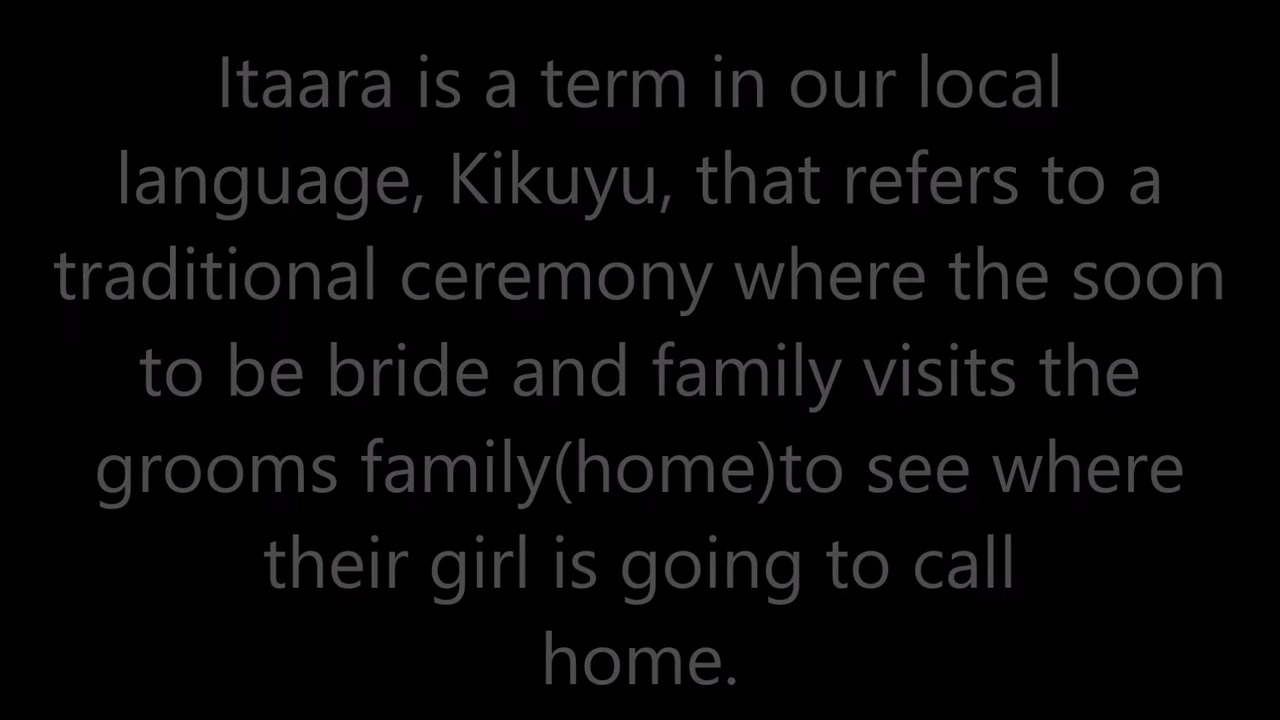 Itaara is a term in our local
language, Kikuyu, that refers to a
traditional ceremony where the soon
to be bride and family visits the
grooms family(home)to see where
their girl is going to call
home.